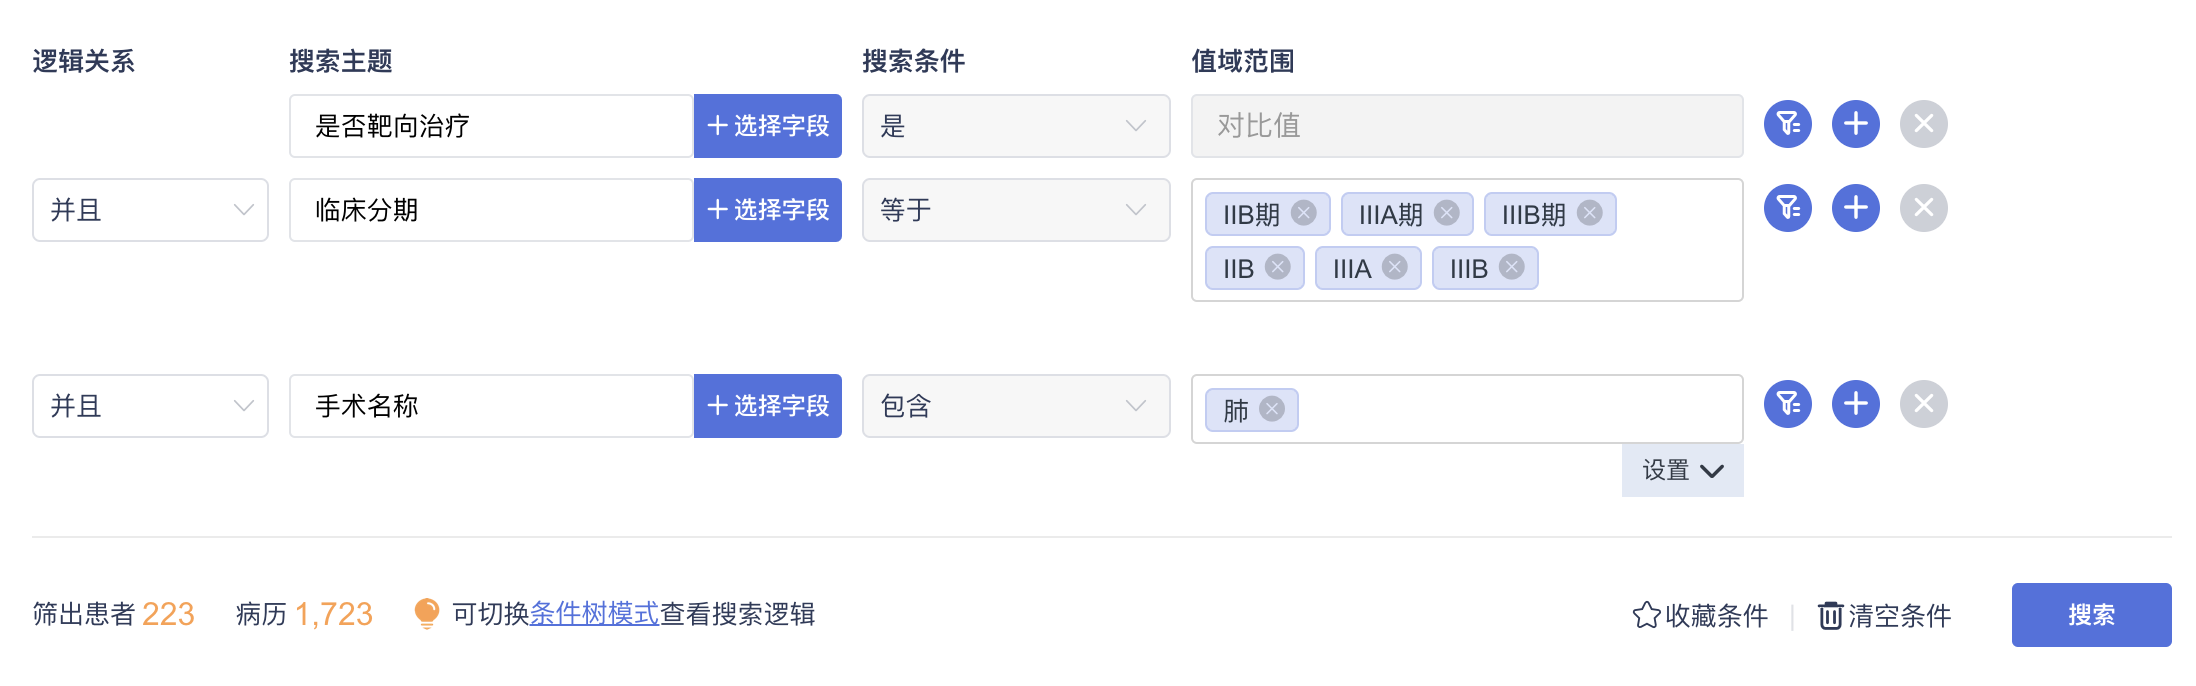 逻辑关系 搜索主题 搜索条件 值域范围
是否靶向治疗 选择字段 是 对比值
并且 临床分期 选择字段 等于 IIB期 IIIA期 IIIB期
IIB IIIA IIIB
并且 手术名称 选择字段 包含 肺
设置
筛出患者 223 病历 1,723 可切换条件树模式查看搜索逻辑 收藏条件 清空条件 搜索